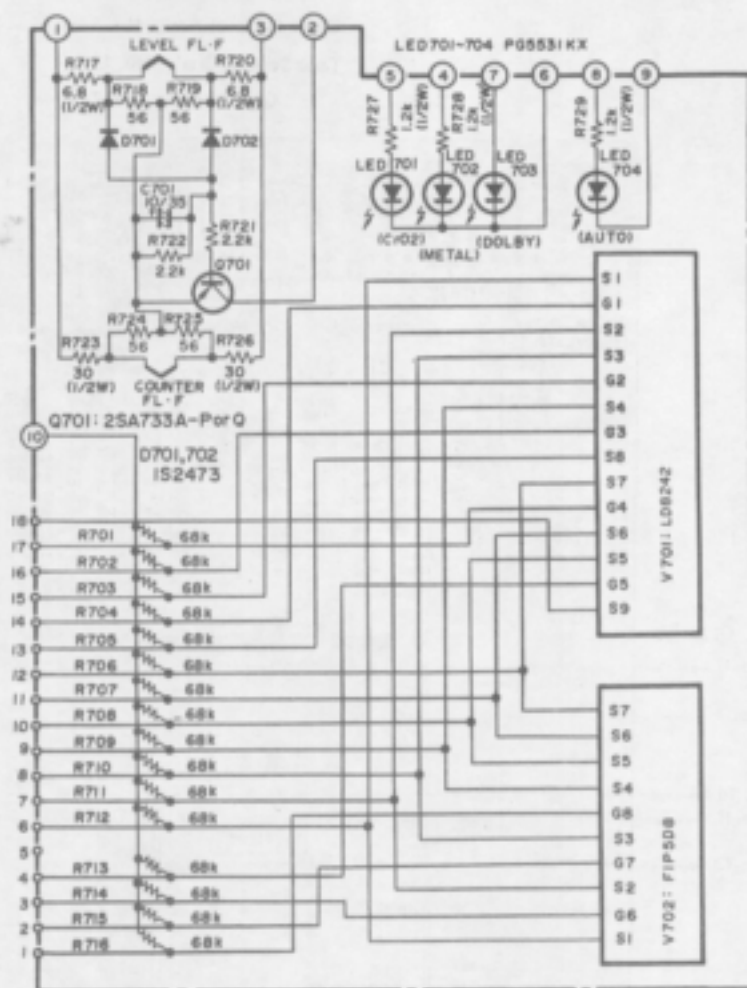 1 3 2
LEVEL FL-F
LED701~704 PG5531KX
R717 R720
6.8 R718 R719 6.8
(1/2W) 56 56 (1/2W)
D701 D702
C701
10/35
R722
2.2k
R721
2.2k
Q701
R724 R725
56 56
R723 R726
30 30
(1/2W) (1/2W)
COUNTER
FL-F
Q701: 2SA733A-PorQ
D701,702
1S2473
5 4 7 6 8 9
R727 1.2k (1/2W)
R728 1.2k (1/2W)
R729 1.2k (1/2W)
LED 701
LED 702
LED 703
LED 704
(CrO2)
(METAL)
(DOLBY)
(AUTO)
10
18
17 R701 68k
16 R702 68k
15 R703 68k
14 R704 68k
13 R705 68k
12 R706 68k
11 R707 68k
10 R708 68k
9 R709 68k
8 R710 68k
7 R711 68k
6 R712 68k
5
4 R713 68k
3 R714 68k
2 R715 68k
1 R716 68k
S1
G1
S2
S3
G2
S4
G3
S8
S7
G4
S6
S5
G5
S9
V701: LD8242
S7
S6
S5
S4
G8
S3
G7
S2
G6
S1
V702: FIP5D8